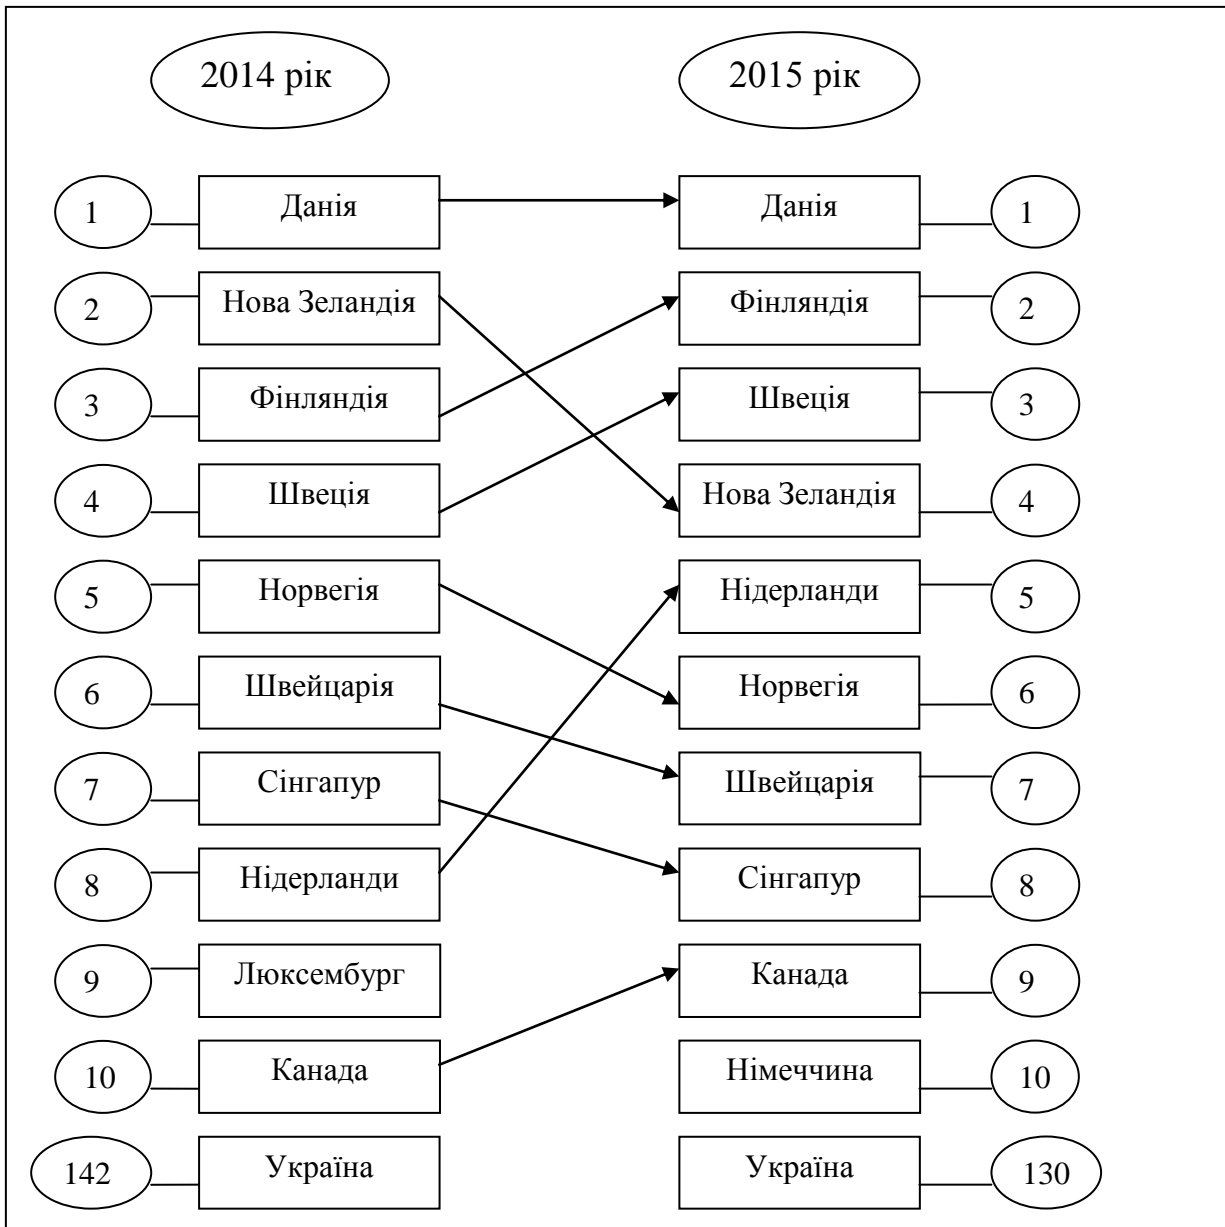 2014 рік 2015 рік
1 Данія Данія 1
2 Нова Зеландія Фінляндія 2
3 Фінляндія Швеція 3
4 Швеція Нова Зеландія 4
5 Норвегія Нідерланди 5
6 Швейцарія Норвегія 6
7 Сінгапур Швейцарія 7
8 Нідерланди Сінгапур 8
9 Люксембург Канада 9
10 Канада Німеччина 10
142 Україна Україна 130